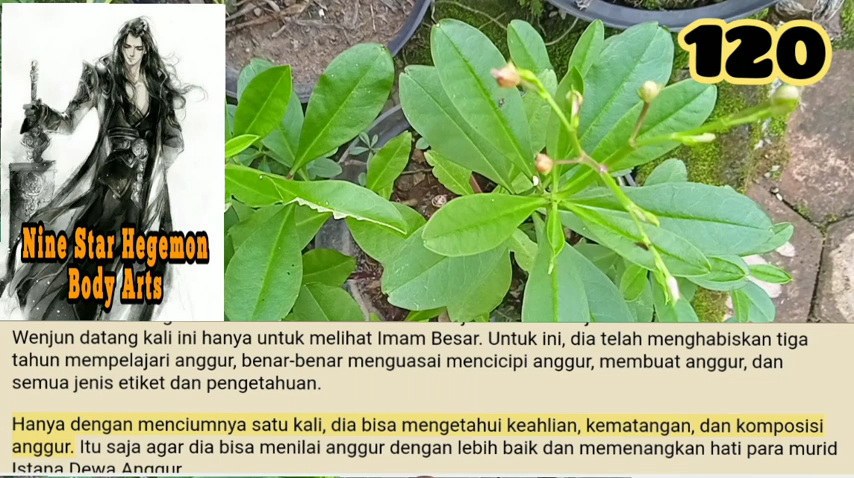 120
Nine Star Hegemon
Body Arts
Wenjun datang kali ini hanya untuk melihat Imam Besar. Untuk ini, dia telah menghabiskan tiga
tahun mempelajari anggur, benar-benar menguasai mencicipi anggur, membuat anggur, dan
semua jenis etiket dan pengetahuan.
Hanya dengan menciumnya satu kali, dia bisa mengetahui keahlian, kematangan, dan komposisi
anggur. Itu saja agar dia bisa menilai anggur dengan lebih baik dan memenangkan hati para murid
Istana Dewa Anggur